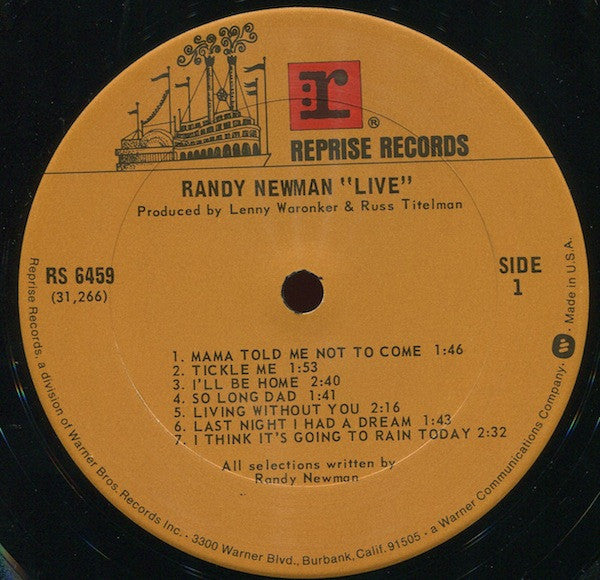 r
®
REPRISE RECORDS
RANDY NEWMAN "LIVE"
Produced by Lenny Waronker & Russ Titelman
RS 6459
(31,266)
SIDE
1
1. MAMA TOLD ME NOT TO COME 1:46
2. TICKLE ME 1:53
3. I'LL BE HOME 2:40
4. SO LONG DAD 1:41
5. LIVING WITHOUT YOU 2:16
6. LAST NIGHT I HAD A DREAM 1:43
7. I THINK IT'S GOING TO RAIN TODAY 2:32
All selections written by
Randy Newman
Reprise Records, a division of Warner Bros. Records Inc. · 3300 Warner Blvd., Burbank, Calif. 91505 · a Warner Communications Company · Made in U.S.A.